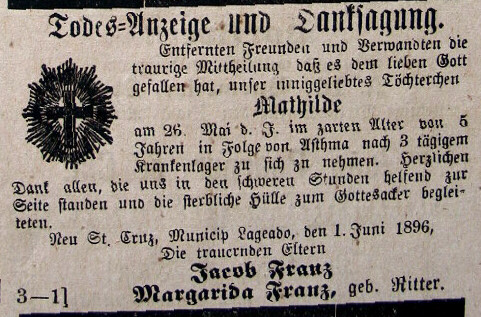 Todes-Anzeige und Danksagung.
Entfernten Freunden und Verwandten die
traurige Mittheilung daß es dem lieben Gott
gefallen hat, unser inniggeliebtes Töchterchen
Mathilde
am 26. Mai d. J. im zarten Alter von 5
Jahren in Folge von Asthma nach 3 tägigem
Krankenlager zu sich zu nehmen. Herzlichen
Dank allen, die uns in den schweren Stunden helfend zur
Seite standen und die sterbliche Hülle zum Gottesacker beglei-
teten.
Neu St. Cruz, Municip Lageado, den 1. Juni 1896,
Die trauernden Eltern
Jacob Franz
3—1] Margarida Franz, geb. Ritter.